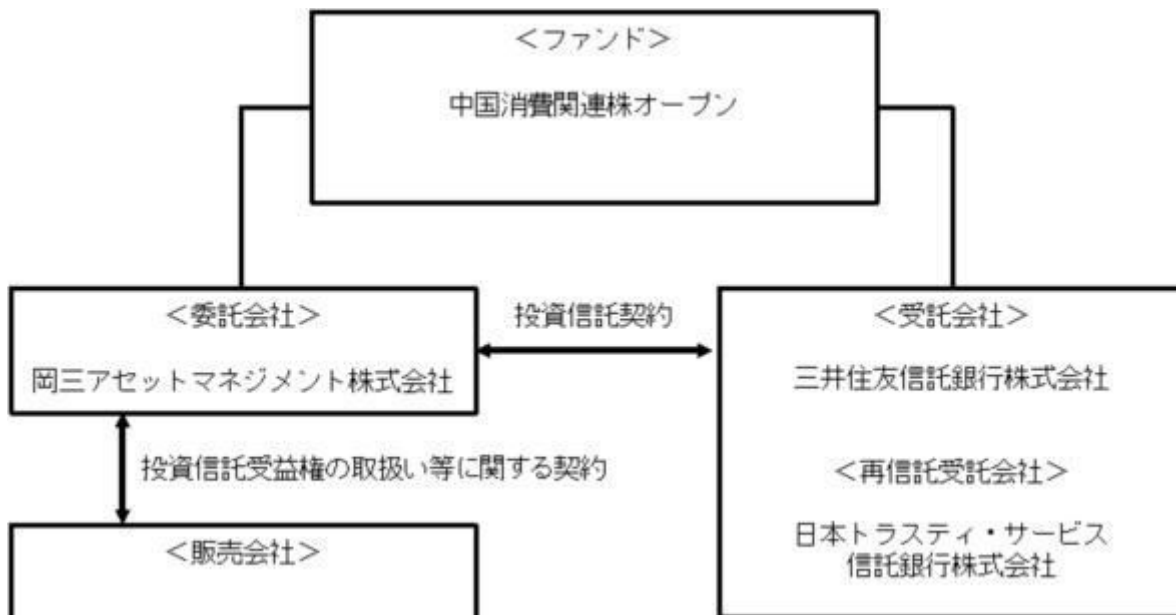 ＜ファンド＞
中国消費関連株オープン
＜委託会社＞
岡三アセットマネジメント株式会社
投資信託契約
＜受託会社＞
三井住友信託銀行株式会社
＜再信託受託会社＞
日本トラスティ・サービス
信託銀行株式会社
投資信託受益権の取扱い等に関する契約
＜販売会社＞